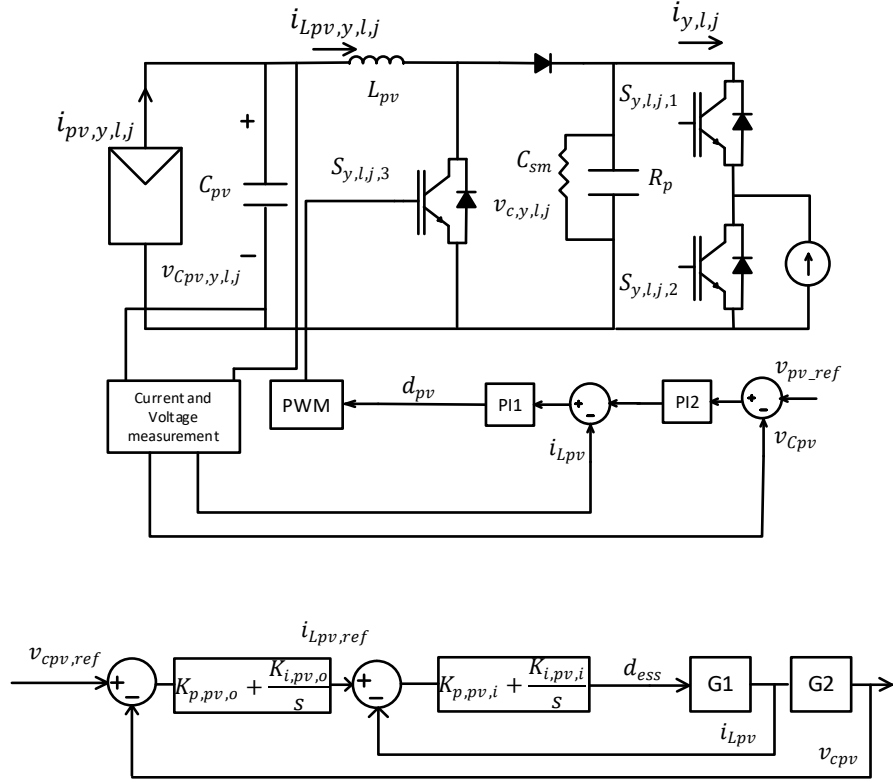 i_{Lpv,y,l,j}
i_{y,l,j}
L_{pv}
S_{y,l,j,1}
i_{pv,y,l,j}
+
C_{pv}
S_{y,l,j,3}
C_{sm}
R_p
v_{c,y,l,j}
−
v_{Cpv,y,l,j}
S_{y,l,j,2}
Current and
Voltage
measurement
PWM
d_{pv}
PI1
+
-
PI2
+
-
v_{pv_ref}
i_{Lpv}
v_{Cpv}
v_{cpv,ref}
+
−
K_{p,pv,o} + \frac{K_{i,pv,o}}{s}
i_{Lpv,ref}
+
−
K_{p,pv,i} + \frac{K_{i,pv,i}}{s}
d_{ess}
G1
G2
i_{Lpv}
v_{cpv}